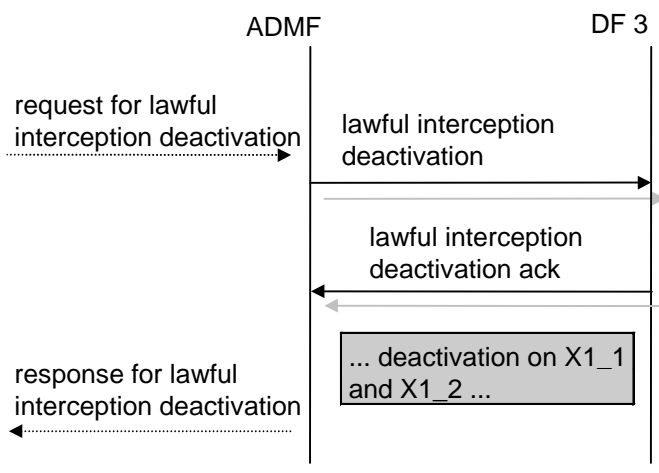 ADMF
DF 3
request for lawful
interception deactivation
lawful interception
deactivation
lawful interception
deactivation ack
... deactivation on X1_1
and X1_2 ...
response for lawful
interception deactivation